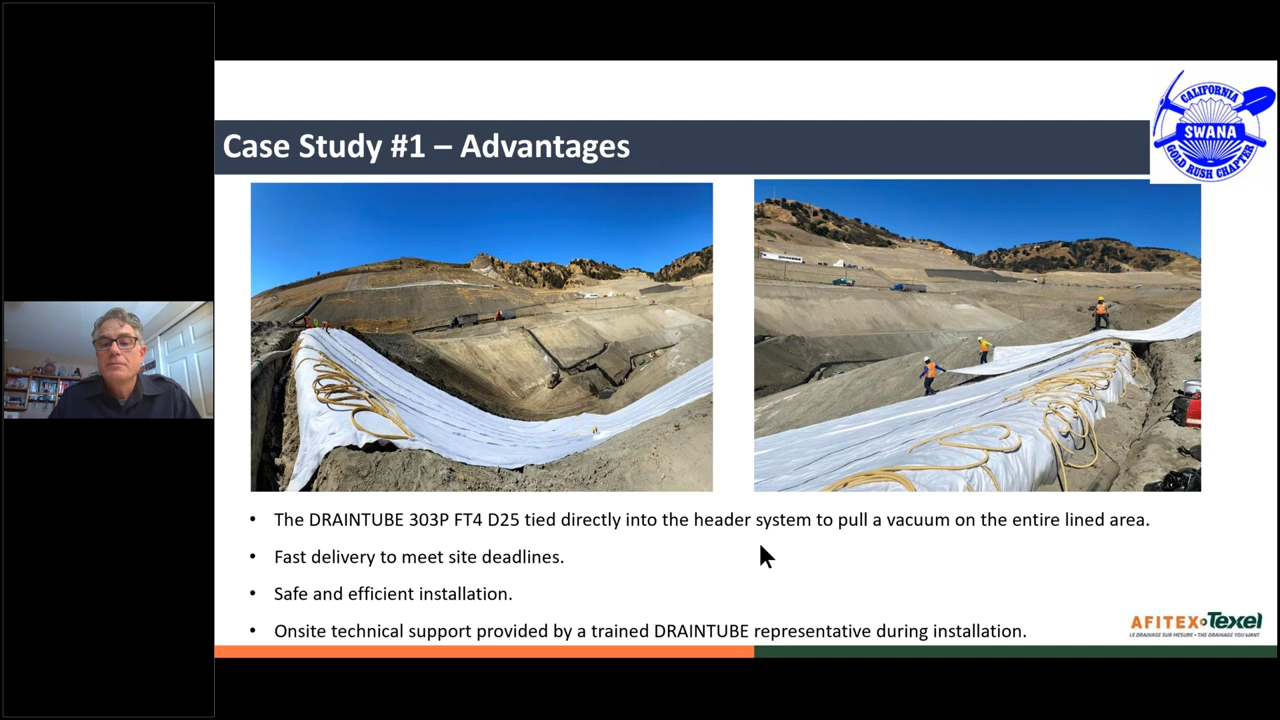 CALIFORNIA
SWANA
GOLD RUSH CHAPTER
Case Study #1 – Advantages
• The DRAINTUBE 303P FT4 D25 tied directly into the header system to pull a vacuum on the entire lined area.
• Fast delivery to meet site deadlines.
• Safe and efficient installation.
• Onsite technical support provided by a trained DRAINTUBE representative during installation.
AFITEX Texel
LE DRAINAGE SUR MESURE • THE DRAINAGE YOU WANT